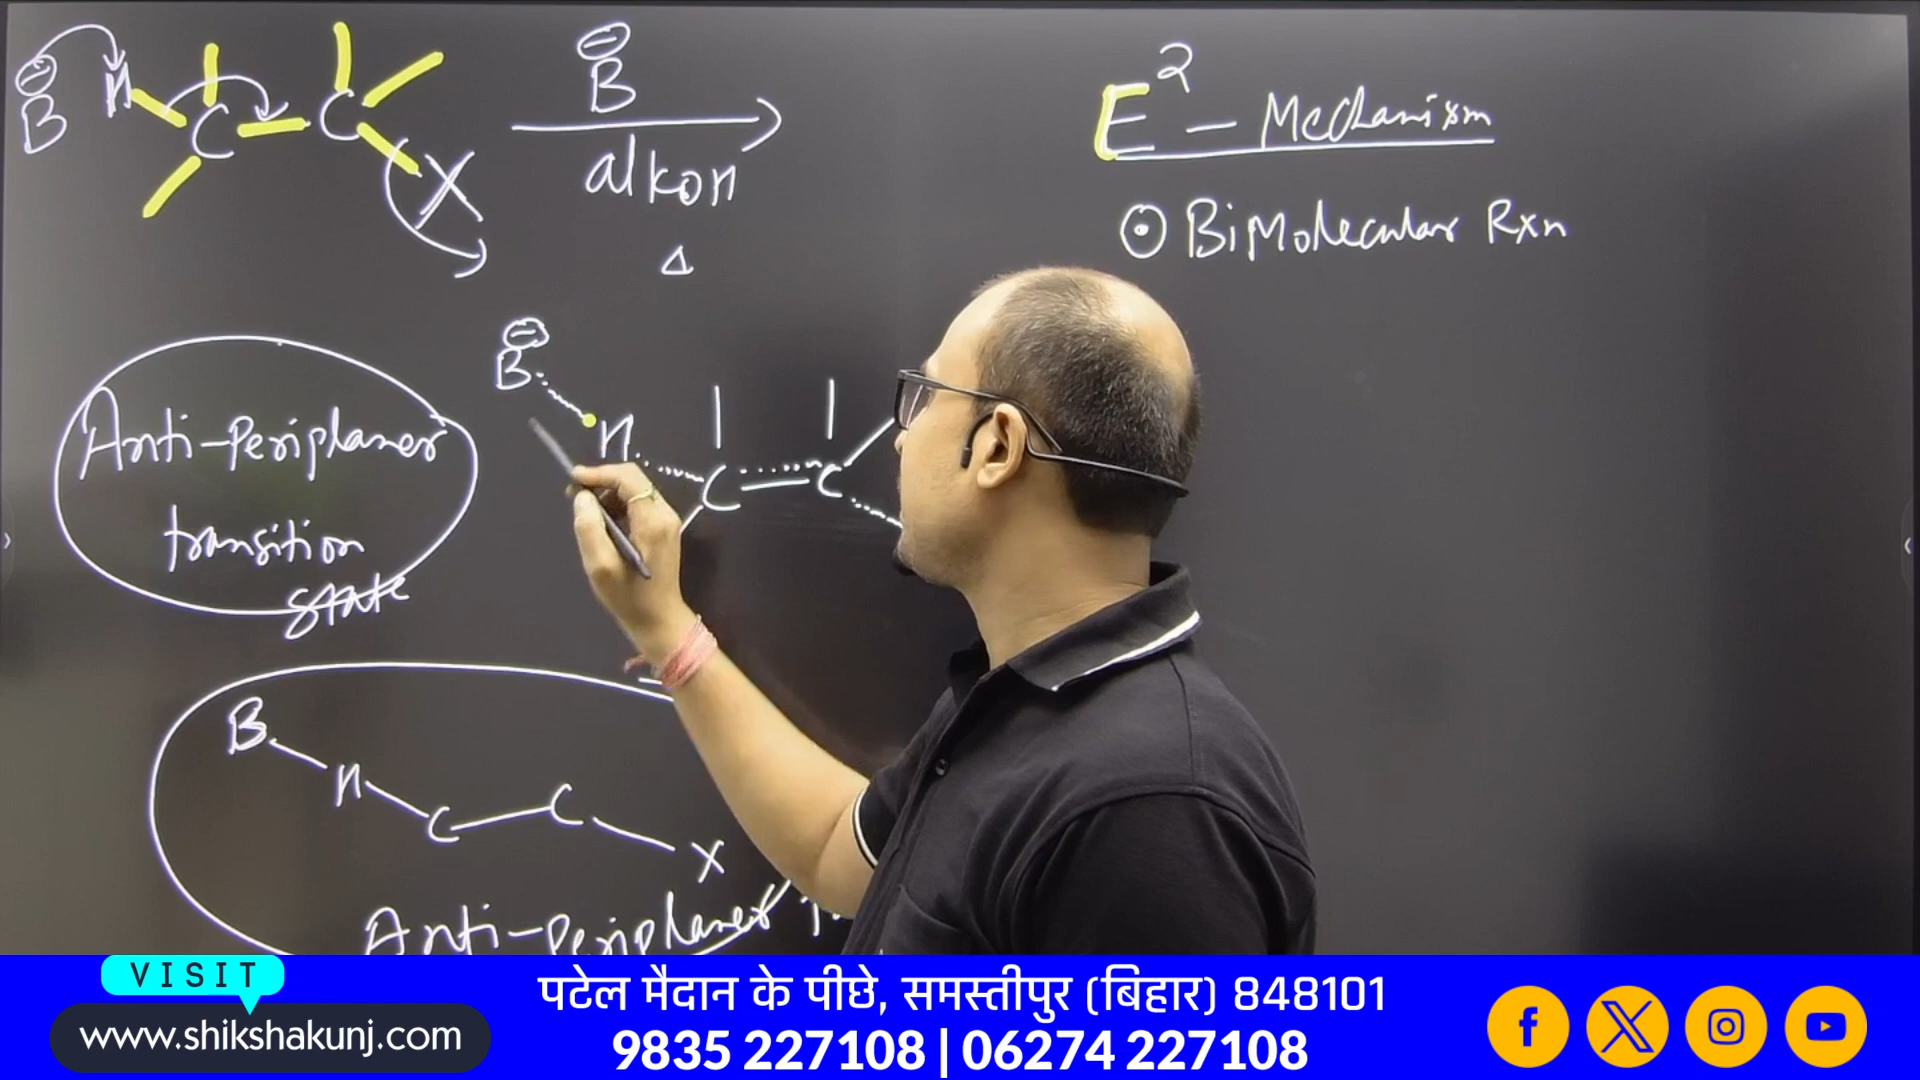 B⊖ H C C X
B⊖
alkOH
Δ
E² – Mechanism
⊙ BiMolecular Rxn
B⊖
H C C
Anti-Periplaner
transition
state
B H C C X
Anti-Periplaner
VISIT
www.shikshakunj.com
पटेल मैदान के पीछे, समस्तीपुर (बिहार) 848101
9835 227108 | 06274 227108